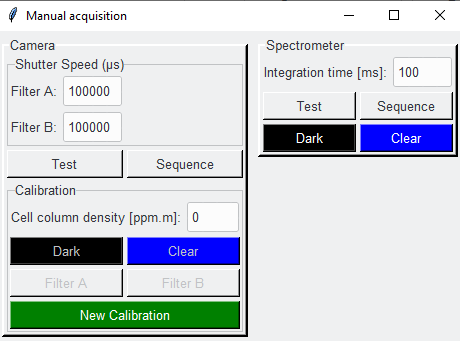 Manual acquisition
Camera
Shutter Speed (µs)
Filter A: 100000
Filter B: 100000
Test Sequence
Calibration
Cell column density [ppm.m]: 0
Dark Clear
Filter A Filter B
New Calibration
Spectrometer
Integration time [ms]: 100
Test Sequence
Dark Clear